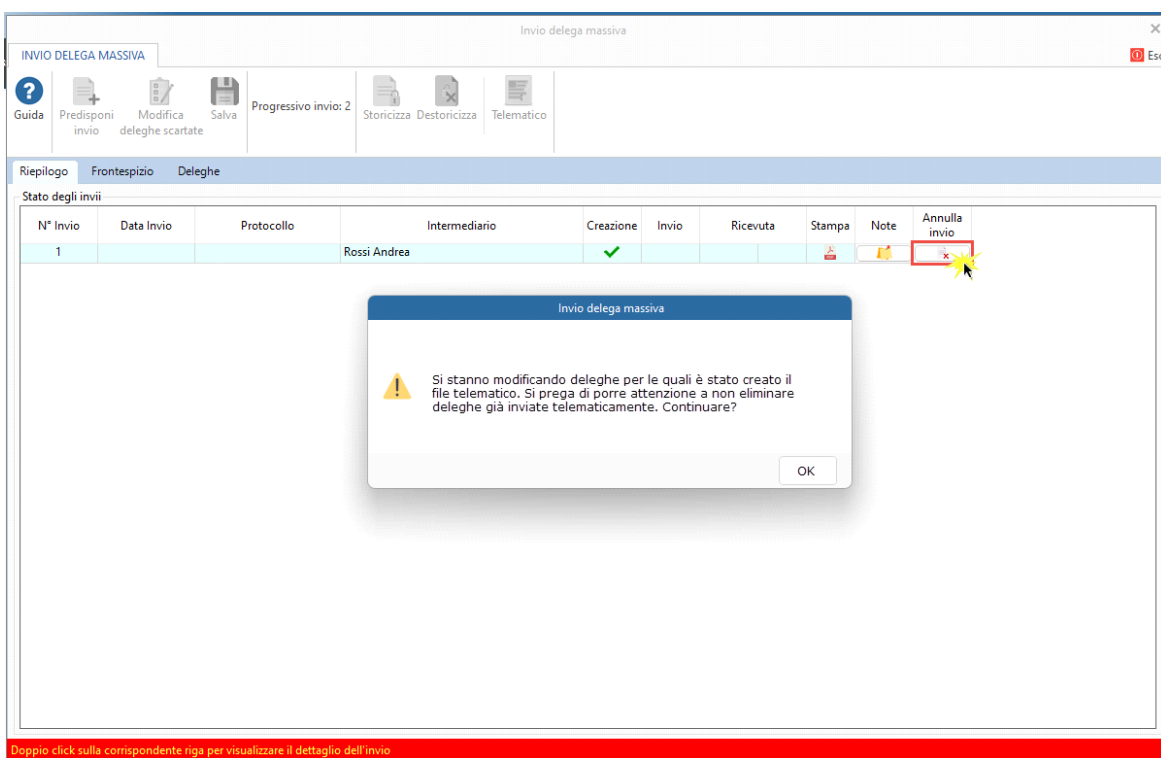 Invio delega massiva
INVIO DELEGA MASSIVA
Guida
Predisponi invio
Modifica deleghe scartate
Salva
Progressivo invio: 2
Storicizza
Destoricizza
Telematico
Riepilogo Frontespizio Deleghe
Stato degli invii
N° Invio Data Invio Protocollo Intermediario Creazione Invio Ricevuta Stampa Note Annulla invio
1 Rossi Andrea
Invio delega massiva
Si stanno modificando deleghe per le quali è stato creato il
file telematico. Si prega di porre attenzione a non eliminare
deleghe già inviate telematicamente. Continuare?
OK
Doppio click sulla corrispondente riga per visualizzare il dettaglio dell'invio